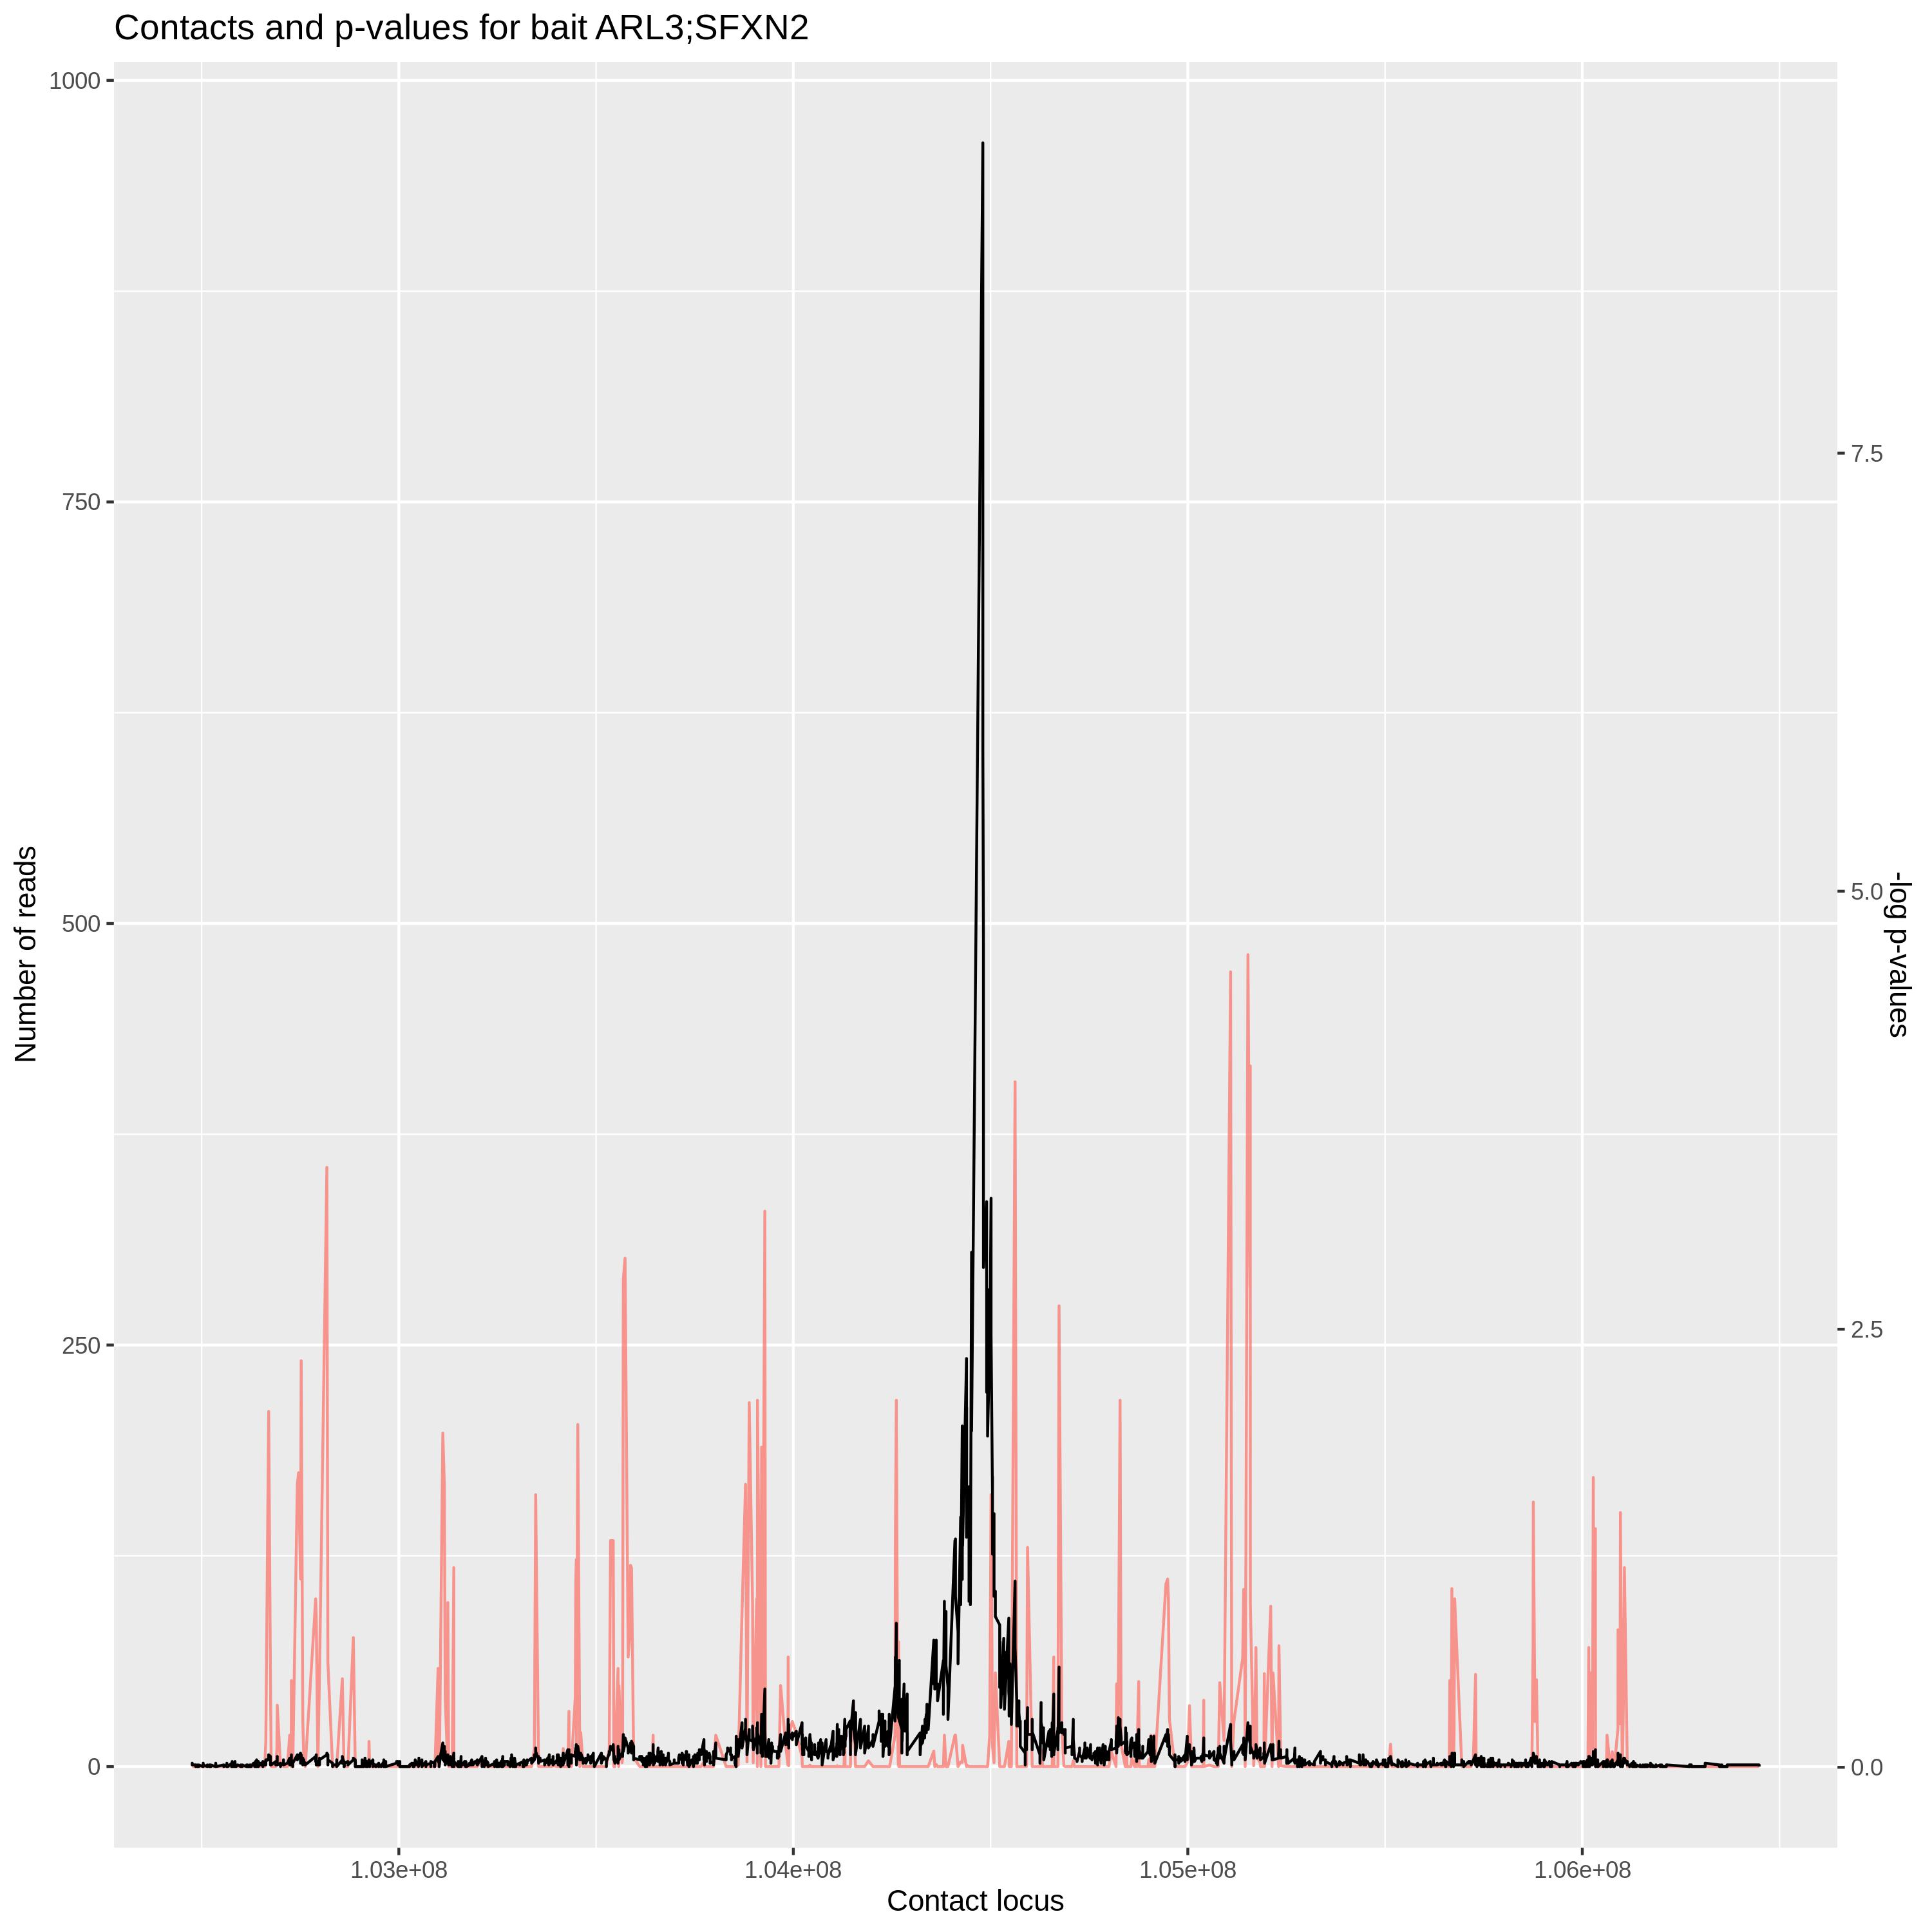 Contacts and p-values for bait ARL3;SFXN2
1000
750
500
250
0
Number of reads
7.5
5.0
2.5
0.0
-log p-values
1.03e+08
1.04e+08
1.05e+08
1.06e+08
Contact locus